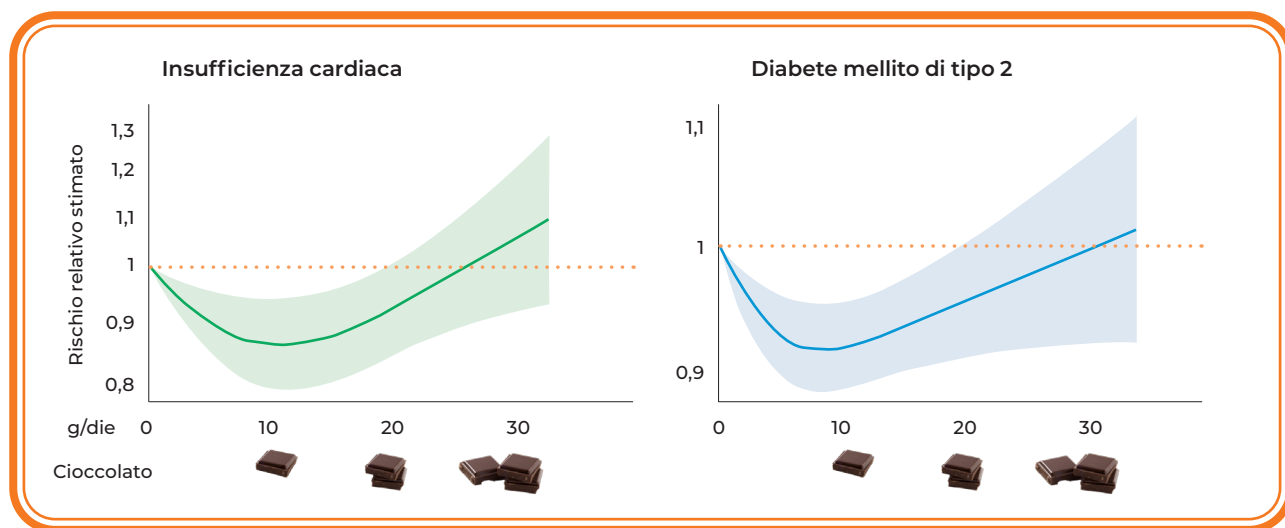 Insufficienza cardiaca
Rischio relativo stimato
1,3
1,2
1,1
1
0,9
0,8
g/die 0 10 20 30
Cioccolato
Diabete mellito di tipo 2
1,1
1
0,9
0 10 20 30